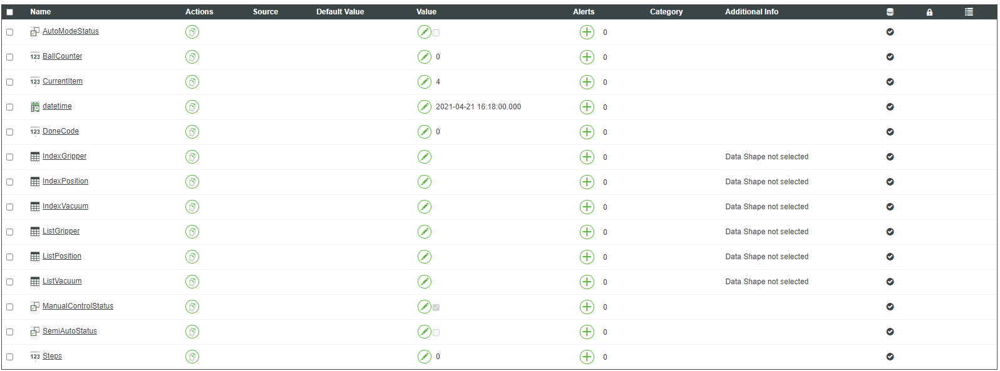 Name Actions Source Default Value Value Alerts Category Additional Info
AutoModeStatus 0
123 BallCounter 0 0
123 CurrentItem 4 0
datetime 2021-04-21 16:18:00.000 0
123 DoneCode 0 0
IndexGripper 0 Data Shape not selected
IndexPosition 0 Data Shape not selected
IndexVacuum 0 Data Shape not selected
ListGripper 0 Data Shape not selected
ListPosition 0 Data Shape not selected
ListVacuum 0 Data Shape not selected
ManualControlStatus 0
SemiAutoStatus 0
123 Steps 0 0